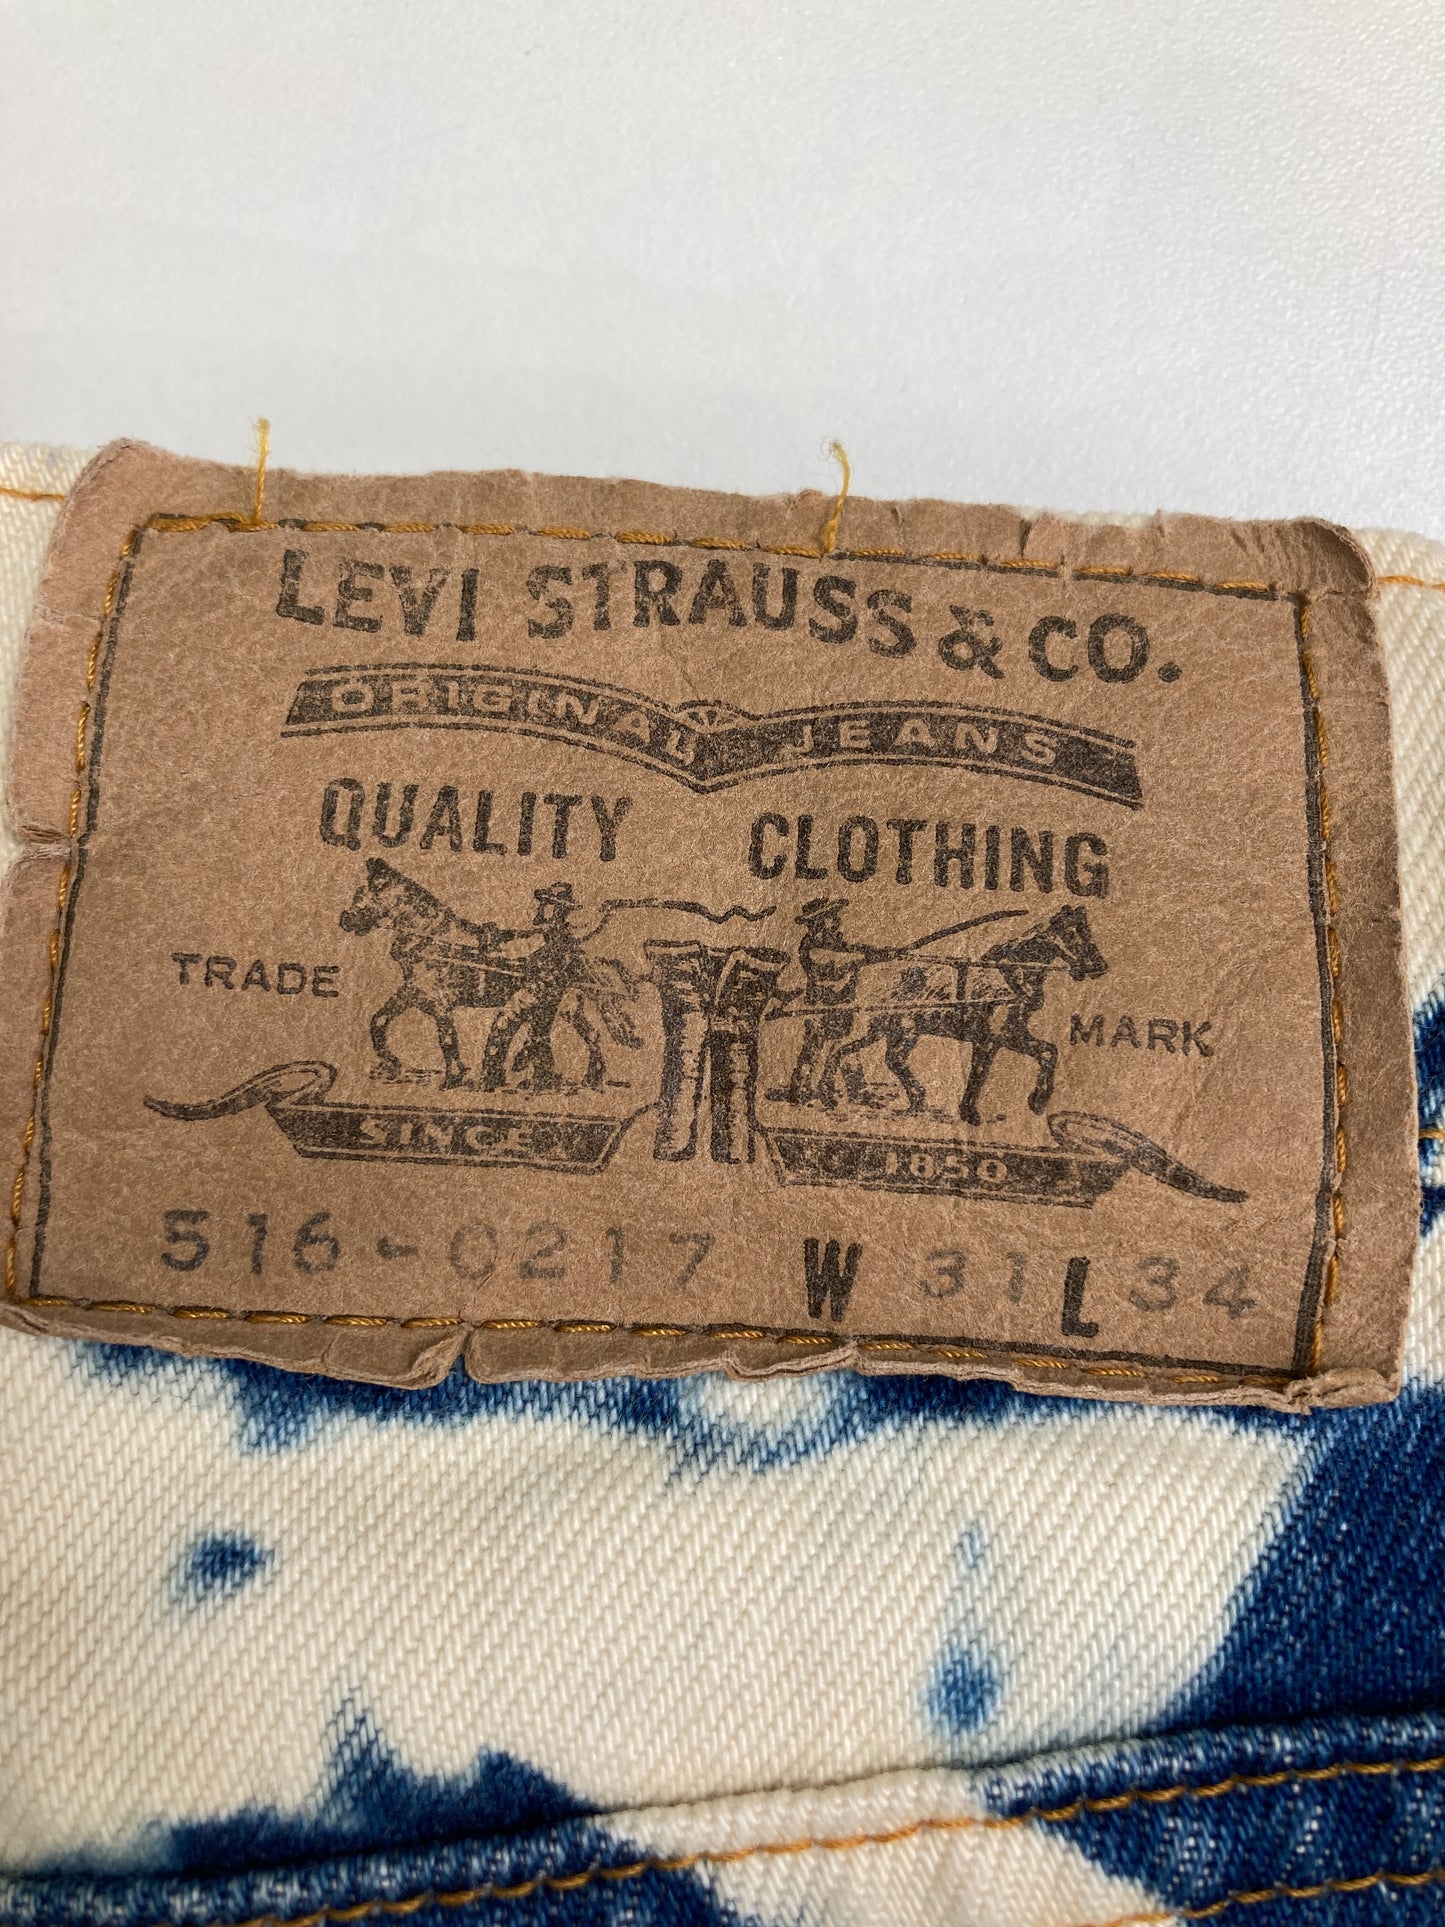 LEVI STRAUSS & CO.
ORIGINAL JEANS
QUALITY CLOTHING
TRADE MARK
SINCE 1850
516-0217 W 31 L 34